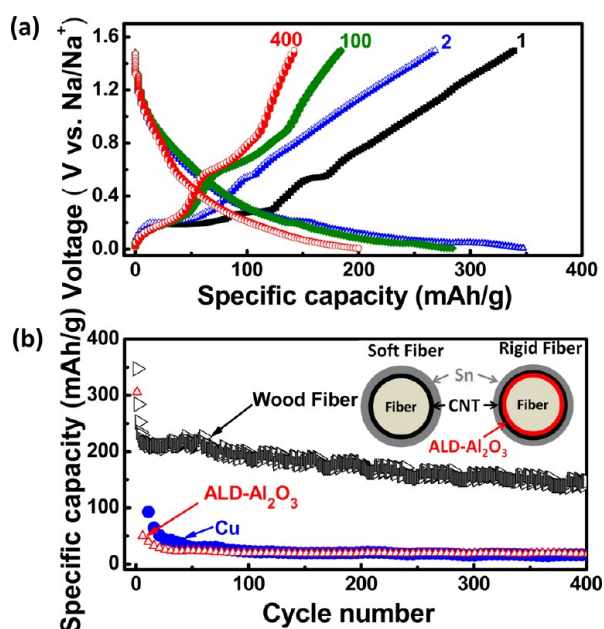 (a)
400
100
2
1
Voltage ( V vs. Na/Na⁺)
1.6
1.2
0.8
0.4
0.0
0 100 200 300 400
Specific capacity (mAh/g)
(b)
Specific capacity (mAh/g)
400
300
200
100
0
Soft Fiber
Rigid Fiber
Sn
Fiber
CNT
Fiber
ALD-Al₂O₃
Wood Fiber
ALD-Al₂O₃
Cu
0 100 200 300 400
Cycle number